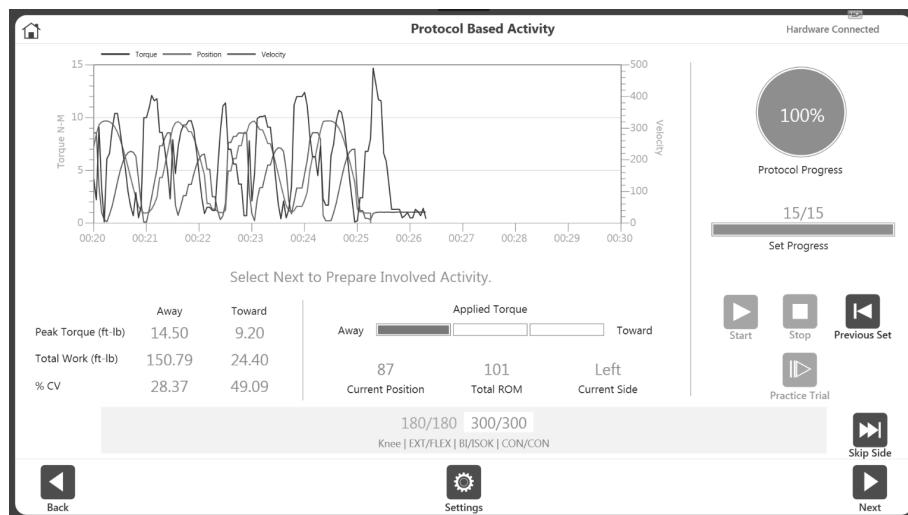 Protocol Based Activity
Hardware Connected
Torque Position Velocity
15
10
5
0
Torque N-M
500
400
300
200
100
0
Velocity
00:20 00:21 00:22 00:23 00:24 00:25 00:26 00:27 00:28 00:29 00:30
100%
Protocol Progress
15/15
Set Progress
Select Next to Prepare Involved Activity.
Away Toward
Peak Torque (ft-lb) 14.50 9.20
Total Work (ft-lb) 150.79 24.40
% CV 28.37 49.09
Applied Torque
Away Toward
87 101 Left
Current Position Total ROM Current Side
Start Stop Previous Set
Practice Trial
180/180 300/300
Knee | EXT/FLEX | BI/ISOK | CON/CON
Skip Side
Back Settings Next